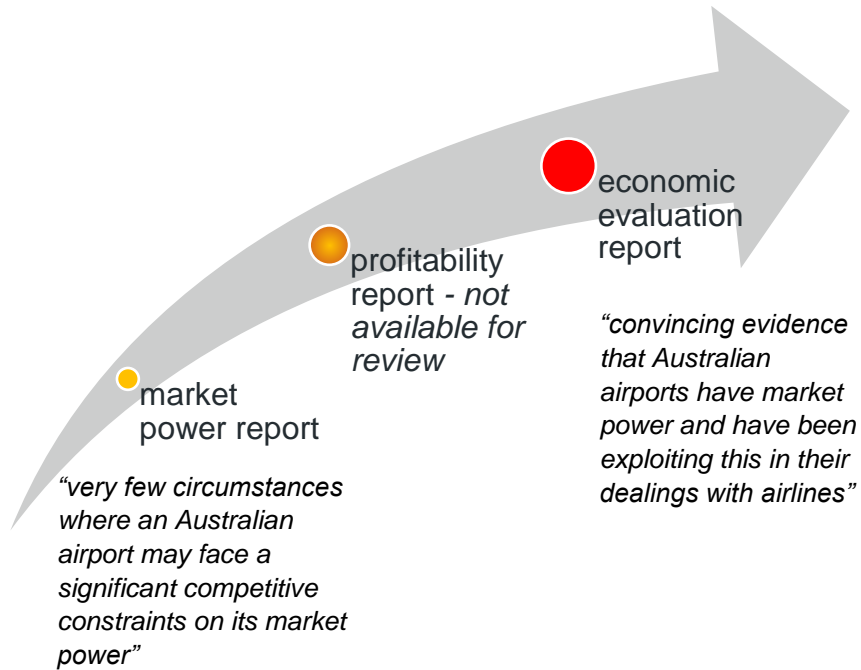 market
power report
“very few circumstances
where an Australian
airport may face a
significant competitive
constraints on its market
power”
profitability
report - not
available for
review
economic
evaluation
report
“convincing evidence
that Australian
airports have market
power and have been
exploiting this in their
dealings with airlines”